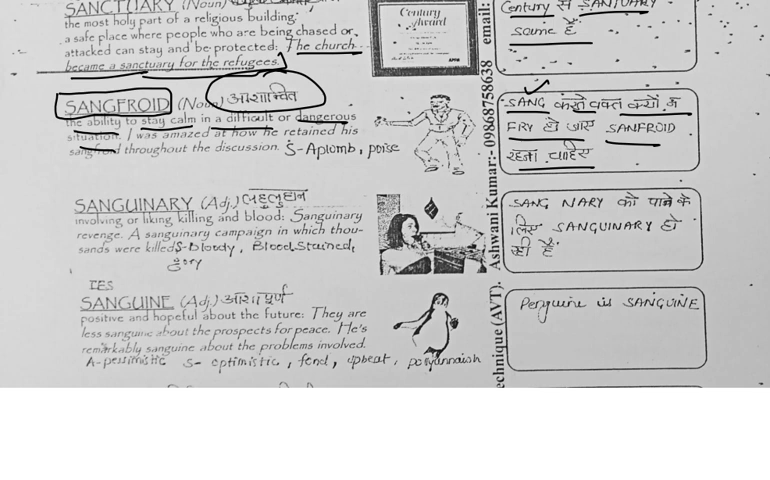 SANCTUARY (Noun)
the most holy part of a religious building;
a safe place where people who are being chased or
attacked can stay and be protected: The church
became a sanctuary for the refugees.
Century
Award
Century से SANTUARY
same है
email:
SANGFROID (Noun)
the ability to stay calm in a difficult or dangerous
situation. I was amazed at how he retained his
sangfroid throughout the discussion. S-Aplomb, poise
SANG करते वक्त क्यों न
FRY हो जाए SANFROID
रहना चाहिए
Ashwani Kumar:- 09868758638
SANGUINARY (Adj.) लहुलुहान
involving or liking killing and blood: Sanguinary
revenge. A sanguinary campaign in which thou-
sands were killed S-bloody, Blood Stained,
gory
SANG NARY को पाने के
लिए SANGUINARY हो
रही है.
IES
SANGUINE (Adj.) आशापूर्ण
positive and hopeful about the future: They are
less sanguine about the prospects for peace. He's
remarkably sanguine about the problems involved.
A-pessimistic S- optimistic, fond, upbeat, pollyannaish
Penguine is SANGUINE
echnique (AVT).